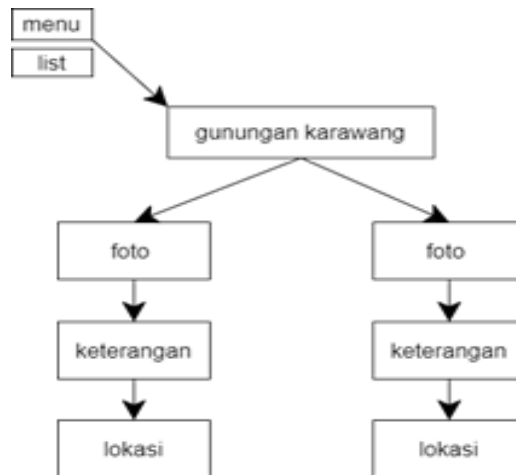 menu
list
gunungan karawang
foto
foto
keterangan
keterangan
lokasi
lokasi